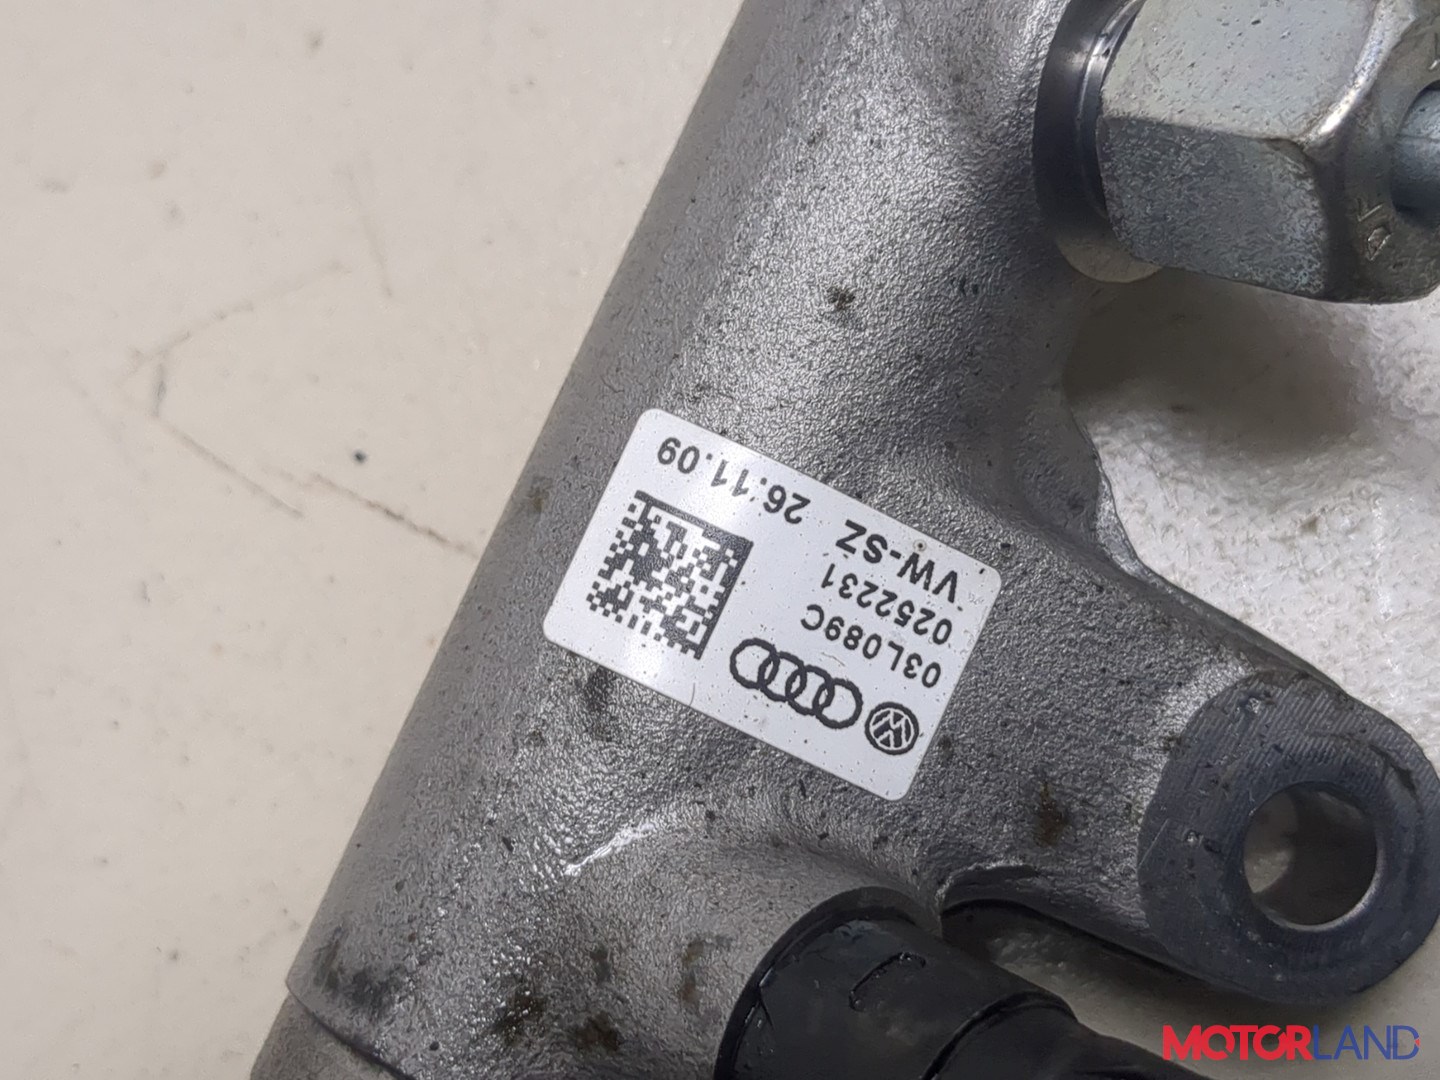 03L089C
0252231
VW-SZ 26.11.09
MOTORLAND